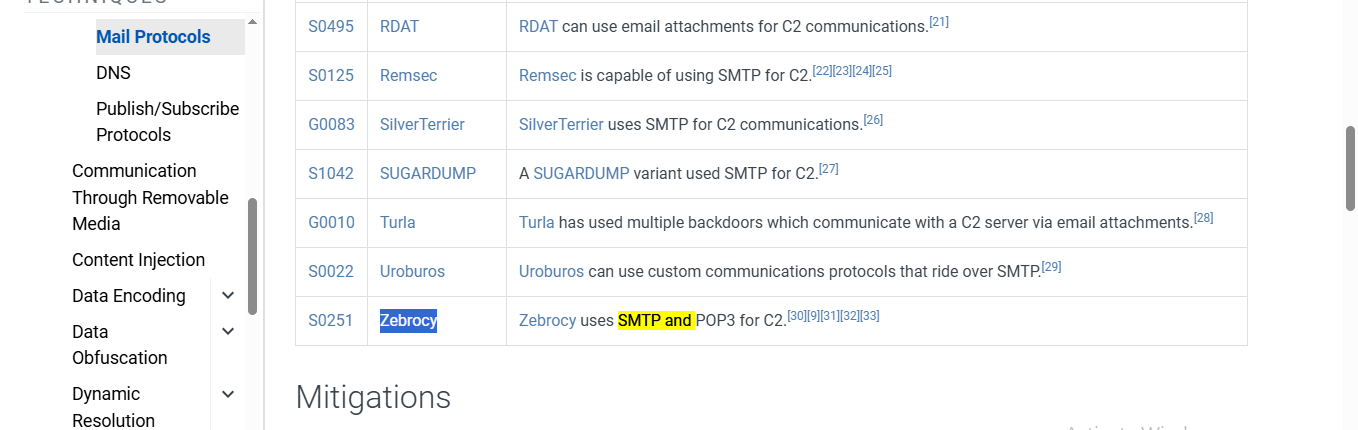 Mail Protocols
DNS
Publish/Subscribe
Protocols
Communication
Through Removable
Media
Content Injection
Data Encoding
Data
Obfuscation
Dynamic
Resolution
S0495 RDAT RDAT can use email attachments for C2 communications.[21]
S0125 Remsec Remsec is capable of using SMTP for C2.[22][23][24][25]
G0083 SilverTerrier SilverTerrier uses SMTP for C2 communications.[26]
S1042 SUGARDUMP A SUGARDUMP variant used SMTP for C2.[27]
G0010 Turla Turla has used multiple backdoors which communicate with a C2 server via email attachments.[28]
S0022 Uroburos Uroburos can use custom communications protocols that ride over SMTP.[29]
S0251 Zebrocy Zebrocy uses SMTP and POP3 for C2.[30][9][31][32][33]
Mitigations